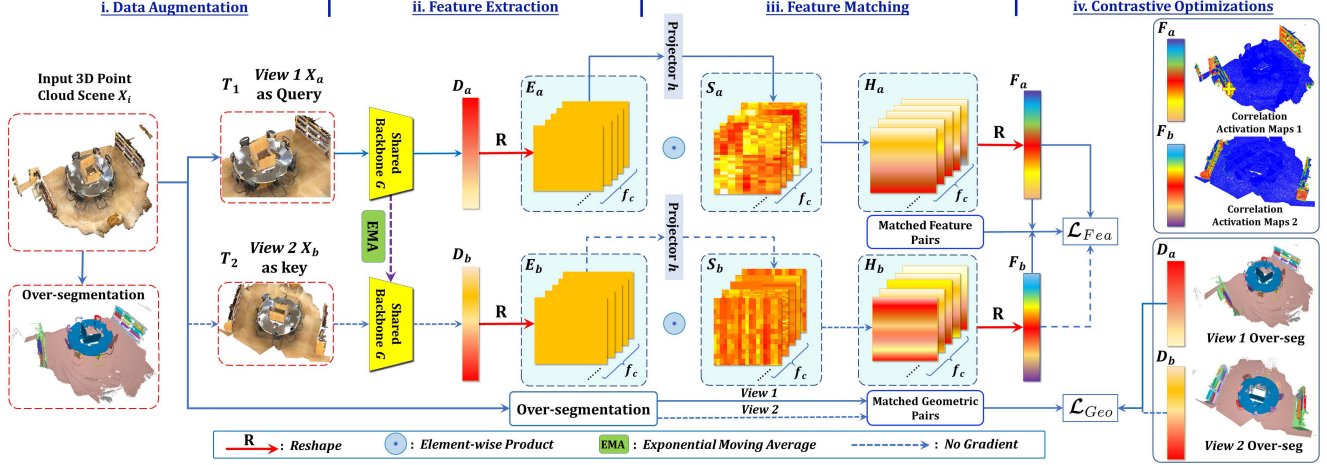 i. Data Augmentation
ii. Feature Extraction
iii. Feature Matching
iv. Contrastive Optimizations
Input 3D Point
Cloud Scene X_i
Over-segmentation
T_1
View 1 X_a
as Query
T_2
View 2 X_b
as key
Shared
Backbone G
EMA
Shared
Backbone G
D_a
R
E_a
f_c
D_b
R
E_b
f_c
Projector h
Projector h
S_a
S_b
H_a
f_c
R
F_a
H_b
f_c
R
F_b
Matched Feature
Pairs
L_Fea
Over-segmentation
View 1
View 2
Matched Geometric
Pairs
L_Geo
F_a
Correlation
Activation Maps 1
F_b
Correlation
Activation Maps 2
D_a
View 1 Over-seg
D_b
View 2 Over-seg
R : Reshape
: Element-wise Product
EMA : Exponential Moving Average
: No Gradient